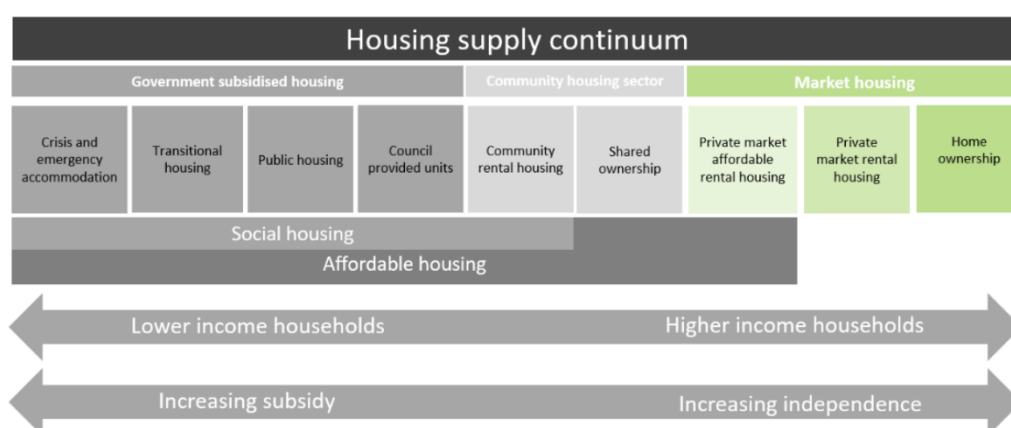 Housing supply continuum
Government subsidised housing
Community housing sector
Market housing
Crisis and
emergency
accommodation
Transitional
housing
Public housing
Council
provided units
Community
rental housing
Shared
ownership
Private market
affordable
rental housing
Private
market rental
housing
Home
ownership
Social housing
Affordable housing
Lower income households
Higher income households
Increasing subsidy
Increasing independence